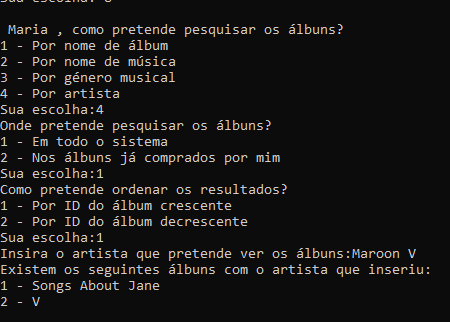 Maria , como pretende pesquisar os álbuns?
1 - Por nome de álbum
2 - Por nome de música
3 - Por género musical
4 - Por artista
Sua escolha:4
Onde pretende pesquisar os álbuns?
1 - Em todo o sistema
2 - Nos álbuns já comprados por mim
Sua escolha:1
Como pretende ordenar os resultados?
1 - Por ID do álbum crescente
2 - Por ID do álbum decrescente
Sua escolha:1
Insira o artista que pretende ver os álbuns:Maroon V
Existem os seguintes álbuns com o artista que inseriu:
1 - Songs About Jane
2 - V